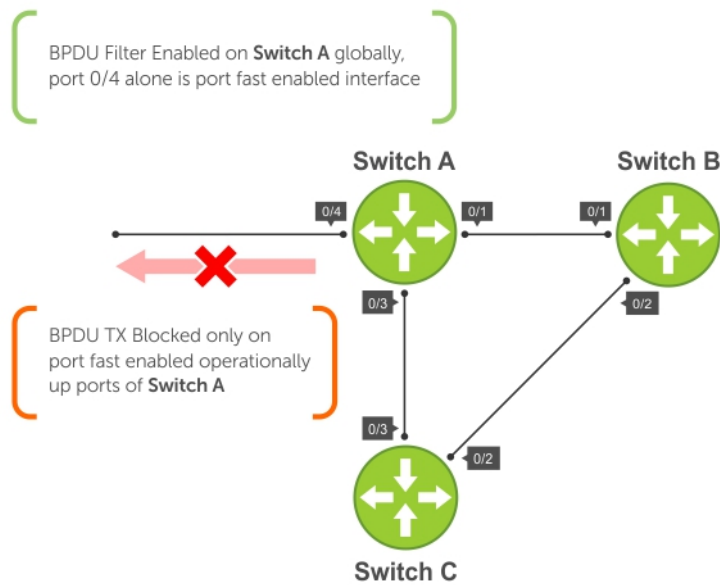 BPDU Filter Enabled on Switch A globally,
port 0/4 alone is port fast enabled interface
Switch A
Switch B
0/4
0/1
0/1
0/3
0/2
BPDU TX Blocked only on
port fast enabled operationally
up ports of Switch A
0/3
0/2
Switch C